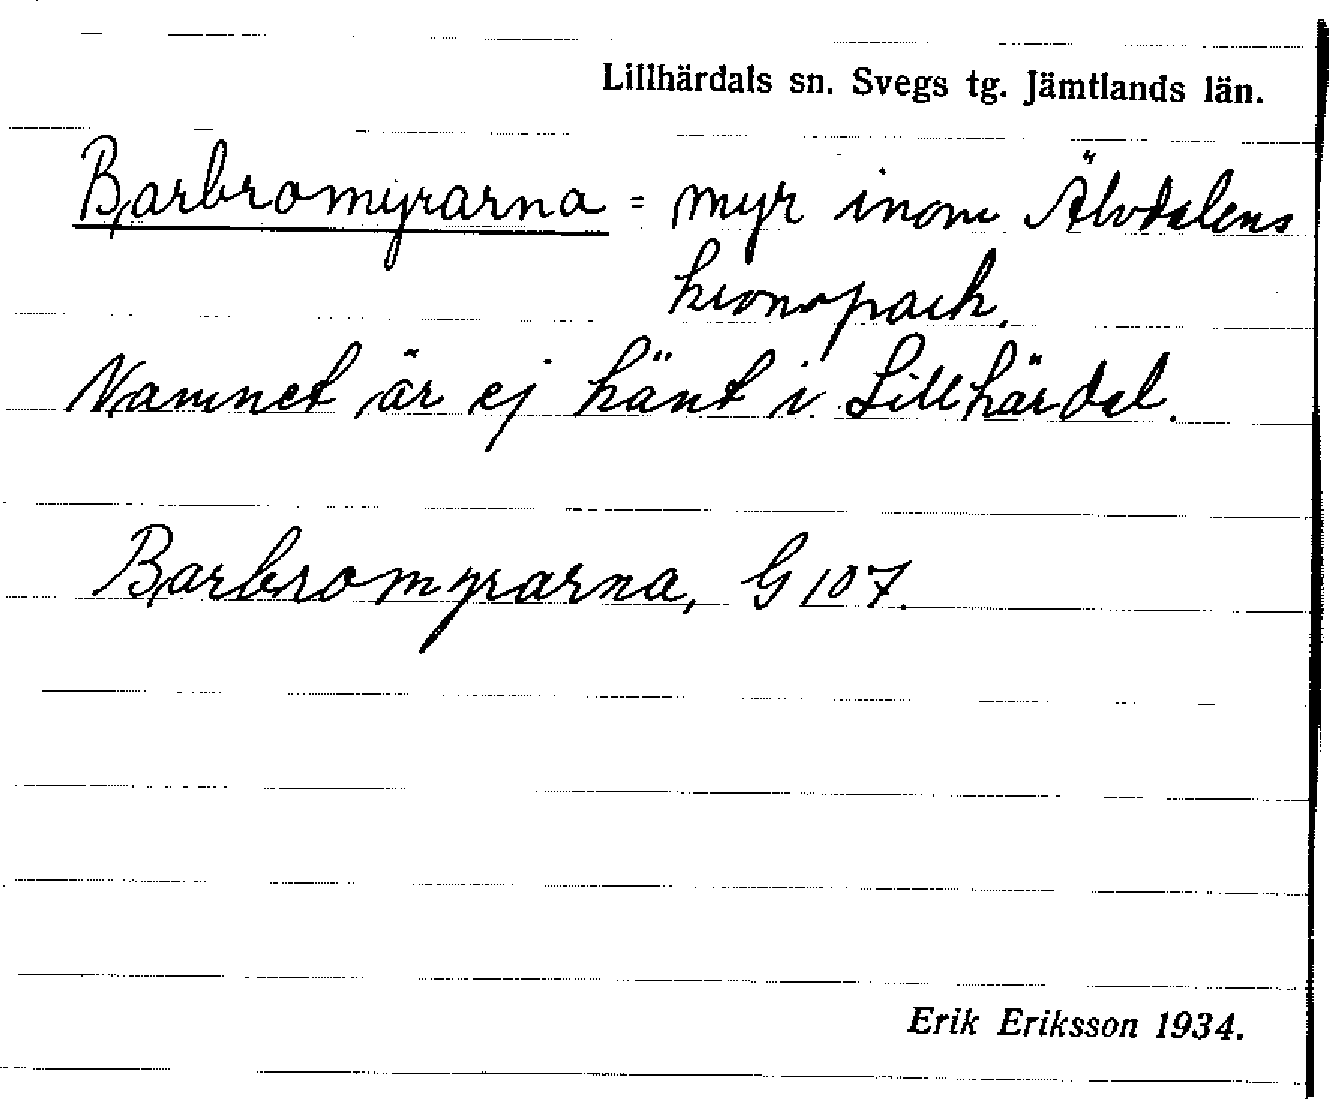 Lillhärdals sn. Svegs tg. Jämtlands län.
Barbromyrarna = myr inom Älvdalens
kronopark.
Namnet är ej känt i Lillhärdal.
Barbromyrarna, G 107.
Erik Eriksson 1934.